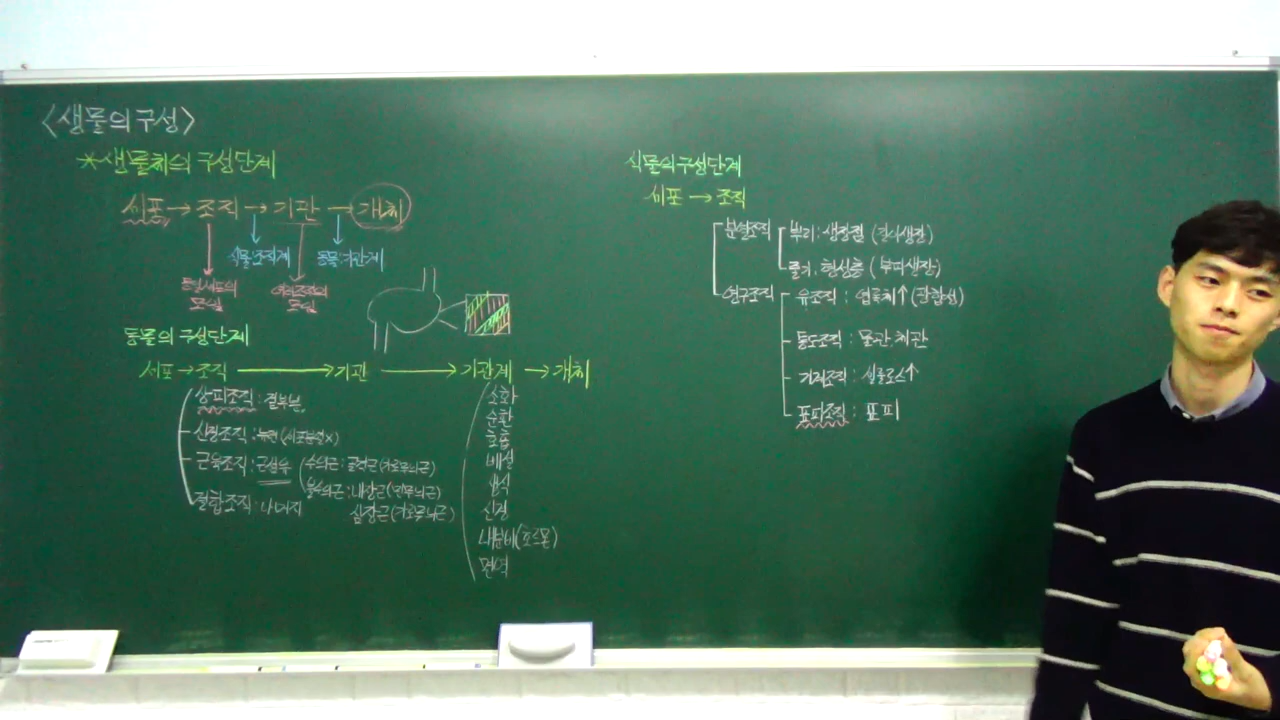 <생물의 구성>
*생물체의 구성단계
세포 → 조직 → 기관 → 개체
식물:조직계 동물:기관계
동일세포의 모임
여러조직의 모임
동물의 구성단계
세포 → 조직 → 기관 → 기관계 → 개체
상피조직 : 겉부분
신경조직 : 뉴런(세포분열x)
근육조직 : 근섬유 (수의근 : 골격근(가로무늬근)
불수의근 : 내장근(민무늬근)
심장근(가로무늬근)
결합조직 : 나머지
소화
순환
호흡
배설
생식
신경
내분비(호르몬)
면역
식물의 구성단계
세포 → 조직
분열조직 뿌리 : 생장점 (길이생장)
줄기 : 형성층 (부피생장)
영구조직 유조직 : 엽록체↑ (광합성)
통도조직 : 물관, 체관
기계조직 : 셀룰로스↑
표피조직 : 표피